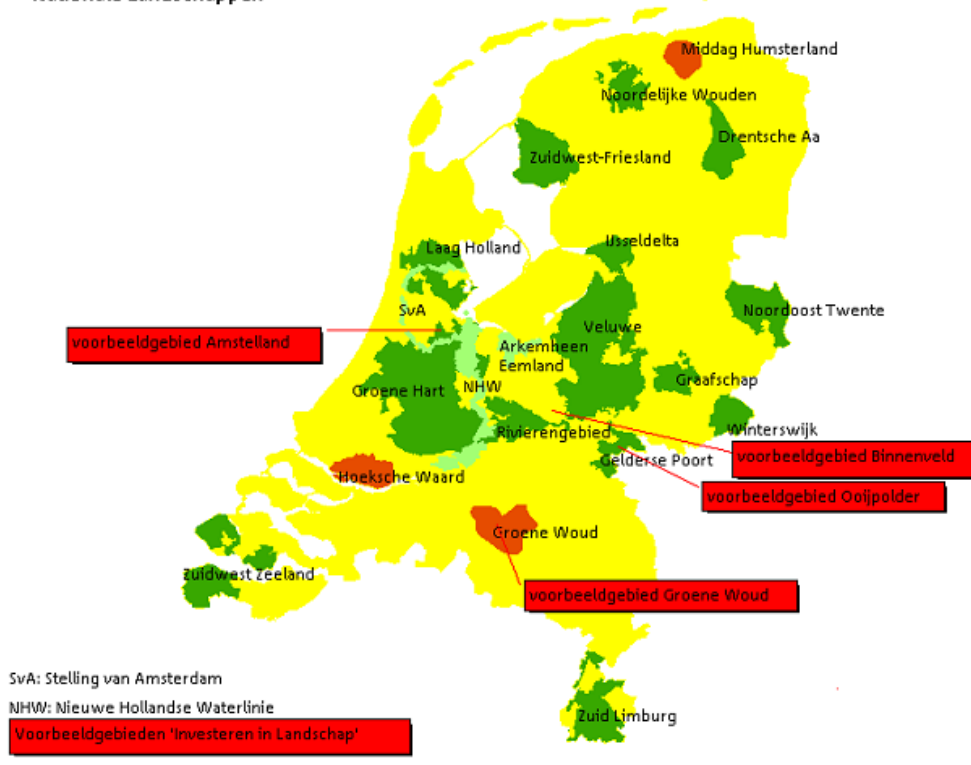 Nationale Landschappen
Middag Humsterland
Noordelijke Wouden
Drentsche Aa
Zuidwest-Friesland
IJsseldelta
Laag Holland
SvA
Noordoost Twente
Veluwe
voorbeeldgebied Amstelland
Arkemheen
Eemland
Graafschap
NHW
Groene Hart
Winterswijk
Rivierengebied
voorbeeldgebied Binnenveld
Gelderse Poort
Hoeksche Waard
voorbeeldgebied Ooijpolder
Groene Woud
Zuidwest Zeeland
voorbeeldgebied Groene Woud
SvA: Stelling van Amsterdam
NHW: Nieuwe Hollandse Waterlinie
Zuid Limburg
Voorbeeldgebieden 'Investeren in Landschap'